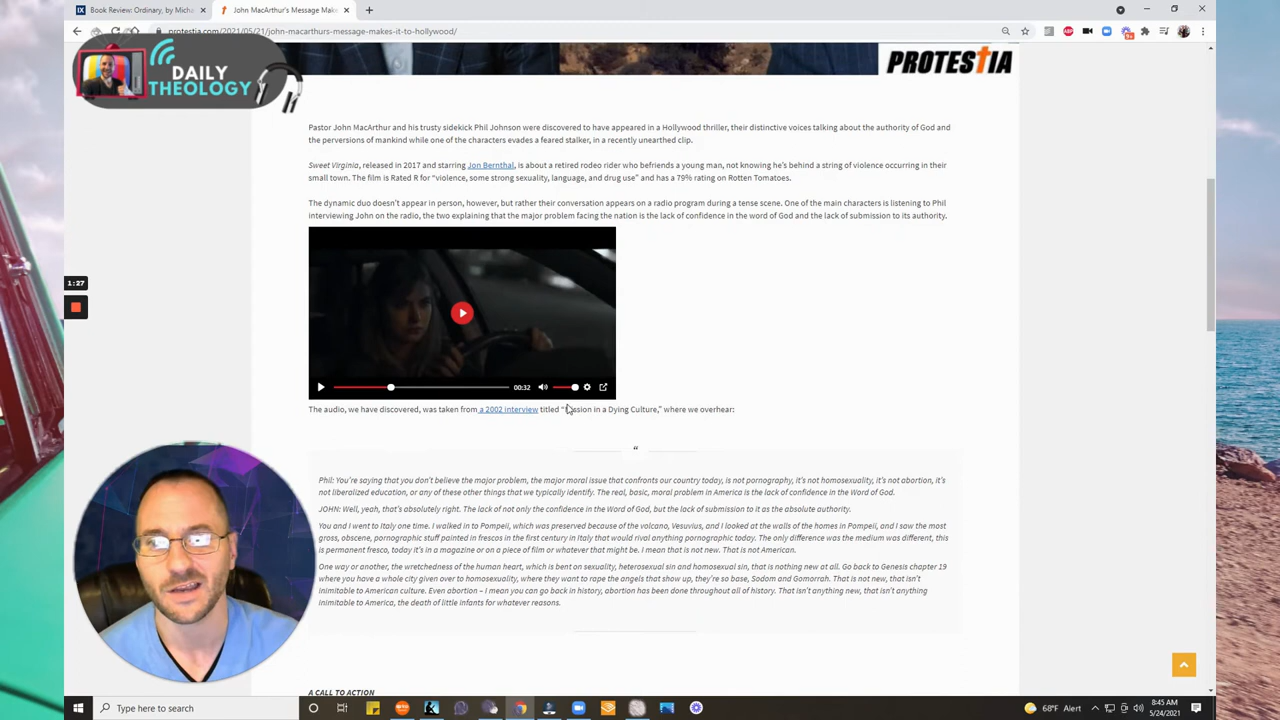 Book Review: Ordinary, by Micha
John MacArthur's Message Make
protestia.com/2021/05/21/john-macarthurs-message-makes-it-to-hollywood/
DAILY
THEOLOGY
PROTESTIA
Pastor John MacArthur and his trusty sidekick Phil Johnson were discovered to have appeared in a Hollywood thriller, their distinctive voices talking about the authority of God and
the perversions of mankind while one of the characters evades a feared stalker, in a recently unearthed clip.
Sweet Virginia, released in 2017 and starring Jon Bernthal, is about a retired rodeo rider who befriends a young man, not knowing he's behind a string of violence occurring in their
small town. The film is Rated R for "violence, some strong sexuality, language, and drug use" and has a 79% rating on Rotten Tomatoes.
The dynamic duo doesn't appear in person, however, but rather their conversation appears on a radio program during a tense scene. One of the main characters is listening to Phil
interviewing John on the radio, the two explaining that the major problem facing the nation is the lack of confidence in the word of God and the lack of submission to its authority.
1:27
00:32
The audio, we have discovered, was taken from a 2002 interview titled "Mission in a Dying Culture," where we overhear:
“
Phil: You're saying that you don't believe the major problem, the major moral issue that confronts our country today, is not pornography, it's not homosexuality, it's not abortion, it's
not liberalized education, or any of these other things that we typically identify. The real, basic, moral problem in America is the lack of confidence in the Word of God.
JOHN: Well, yeah, that's absolutely right. The lack of not only the confidence in the Word of God, but the lack of submission to it as the absolute authority.
You and I went to Italy one time. I walked in to Pompeii, which was preserved because of the volcano, Vesuvius, and I looked at the walls of the homes in Pompeii, and I saw the most
gross, obscene, pornographic stuff painted in frescos in the first century in Italy that would rival anything pornographic today. The only difference was the medium was different, this
is permanent fresco, today it's in a magazine or on a piece of film or whatever that might be. I mean that is not new. That is not American.
One way or another, the wretchedness of the human heart, which is bent on sexuality, heterosexual sin and homosexual sin, that is nothing new at all. Go back to Genesis chapter 19
where you have a whole city given over to homosexuality, where they want to rape the angels that show up, they're so base, Sodom and Gomorrah. That is not new, that isn't
inimitable to American culture. Even abortion – I mean you can go back in history, abortion has been done throughout all of history. That isn't anything new, that isn't anything
inimitable to America, the death of little infants for whatever reasons.
A CALL TO ACTION
Type here to search
68°F Alert
8:45 AM
5/24/2021